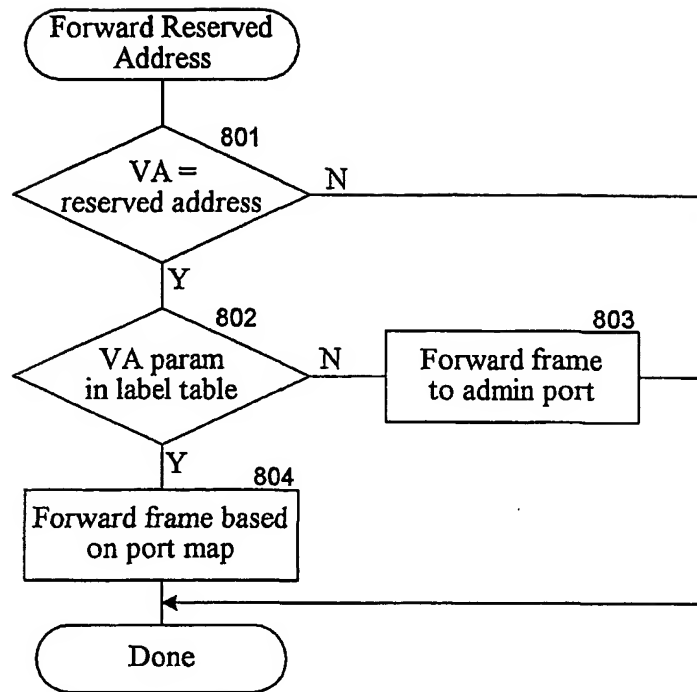 Forward Reserved
Address
801
VA =
reserved address
N
Y
802
VA param
in label table
N
803
Forward frame
to admin port
Y
804
Forward frame based
on port map
Done